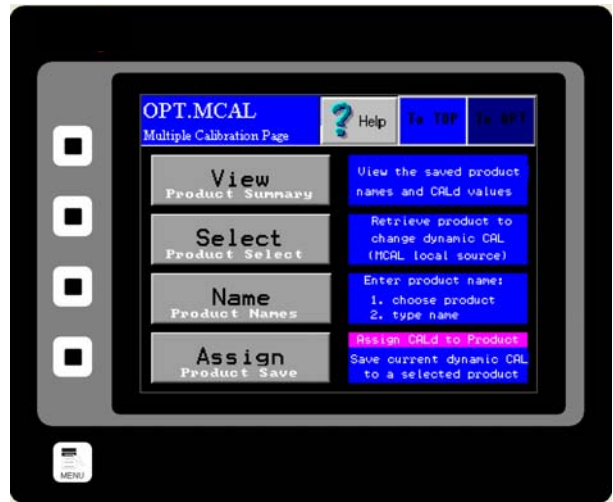 OPT.MCAL
Multiple Calibration Page
? Help
To TOP
To OPT
View
Product Summary
View the saved product
names and CALd values
Select
Product Select
Retrieve product to
change dynamic CAL
(MCAL local source)
Name
Product Names
Enter product name:
1. choose product
2. type name
Assign
Product Save
Assign CALd to Product
Save current dynamic CAL
to a selected product
MENU